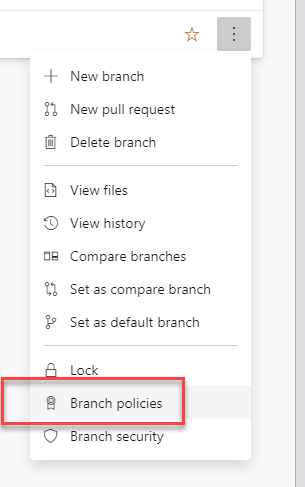 New branch
New pull request
Delete branch
View files
View history
Compare branches
Set as compare branch
Set as default branch
Lock
Branch policies
Branch security